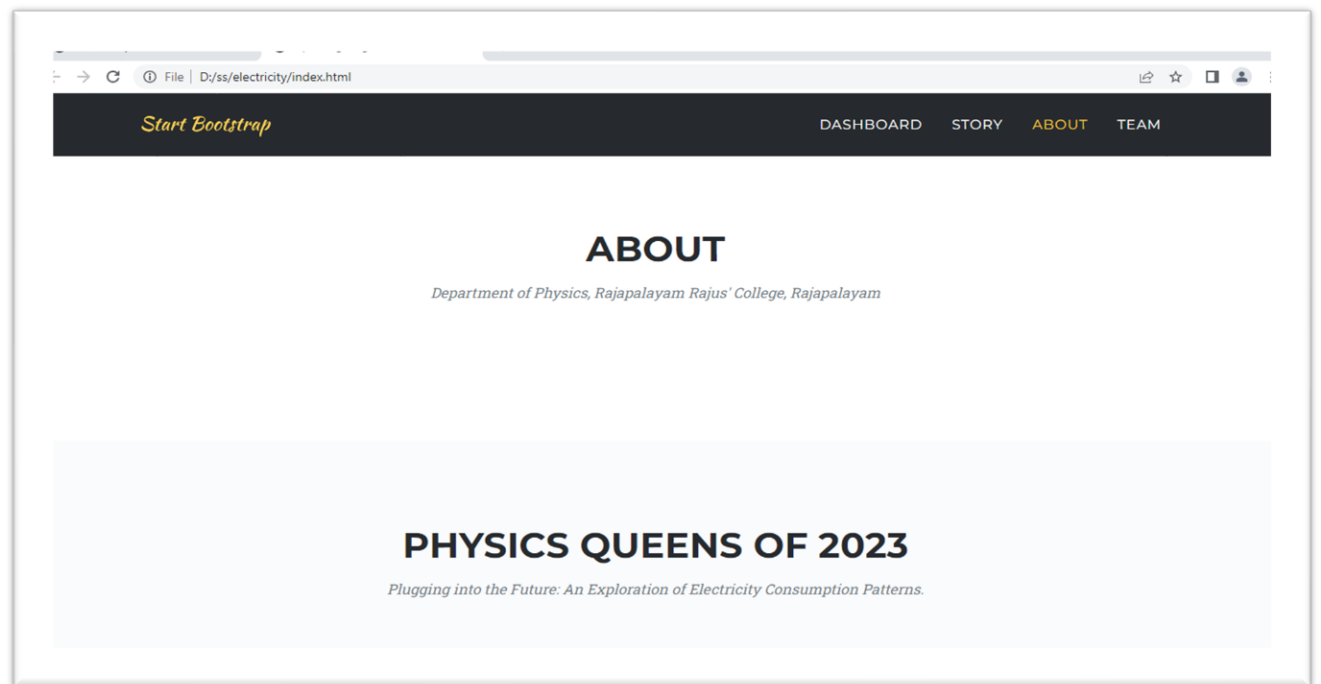 File | D:/ss/electricity/index.html
Start Bootstrap DASHBOARD STORY ABOUT TEAM
ABOUT
Department of Physics, Rajapalayam Rajus' College, Rajapalayam
PHYSICS QUEENS OF 2023
Plugging into the Future: An Exploration of Electricity Consumption Patterns.